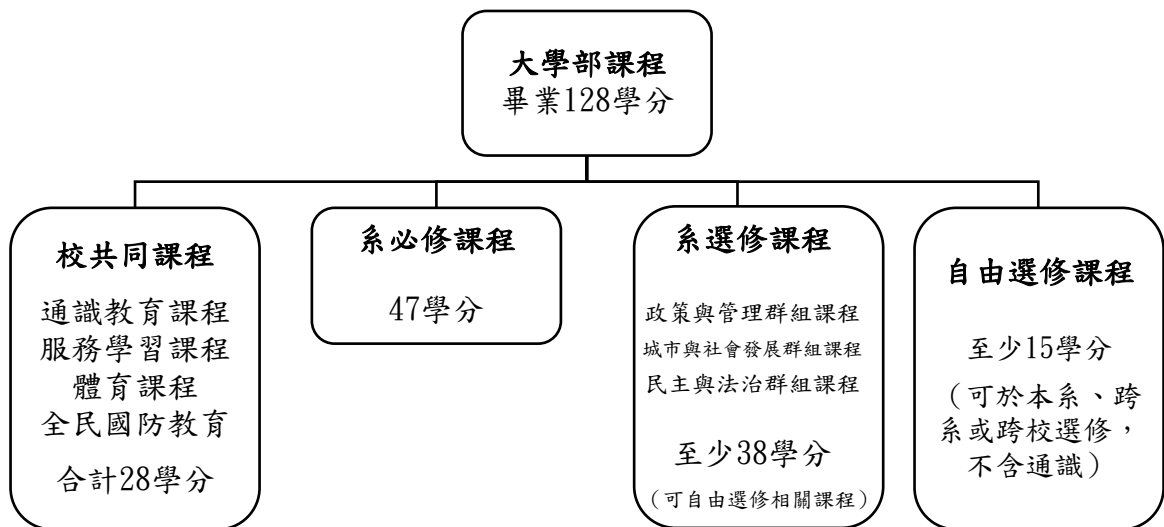 大學部課程
畢業128學分
校共同課程
通識教育課程
服務學習課程
體育課程
全民國防教育
合計28學分
系必修課程
47學分
系選修課程
政策與管理群組課程
城市與社會發展群組課程
民主與法治群組課程
至少38學分
（可自由選修相關課程）
自由選修課程
至少15學分
（可於本系、跨
系或跨校選修，
不含通識）